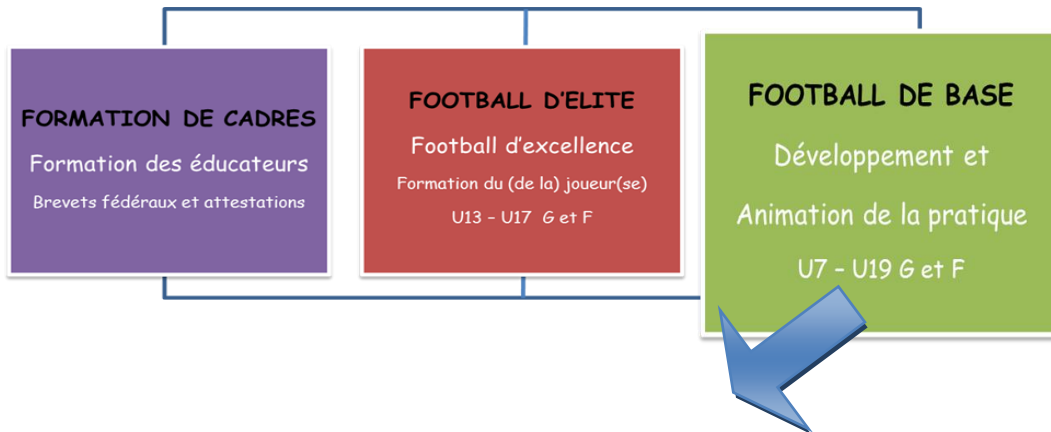 FORMATION DE CADRES
Formation des éducateurs
Brevets fédéraux et attestations
FOOTBALL D'ELITE
Football d'excellence
Formation du (de la) joueur(se)
U13 – U17 G et F
FOOTBALL DE BASE
Développement et
Animation de la pratique
U7 – U19 G et F